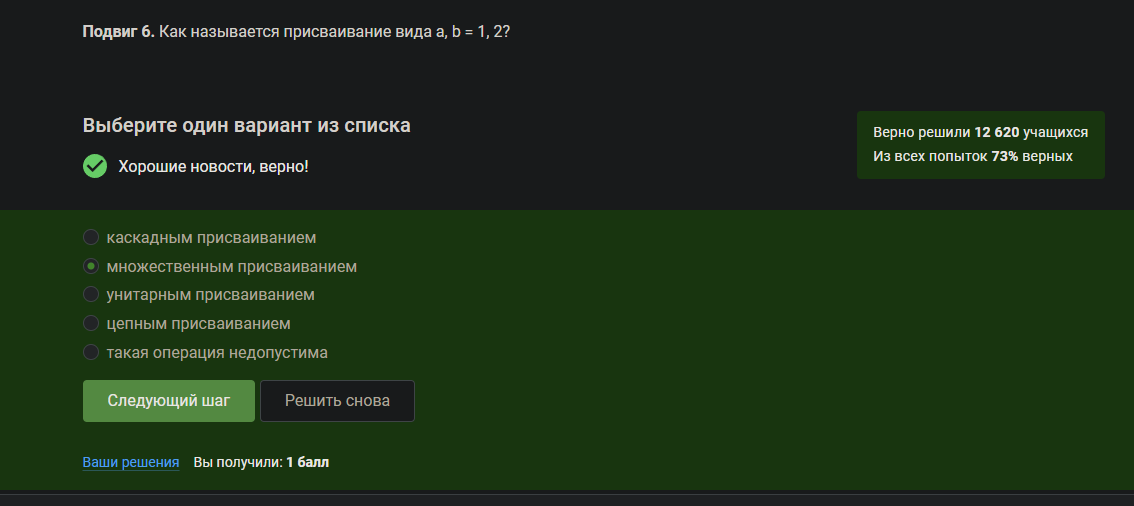 Подвиг 6. Как называется присваивание вида a, b = 1, 2?
Выберите один вариант из списка
Хорошие новости, верно!
Верно решили 12 620 учащихся
Из всех попыток 73% верных
каскадным присваиванием
множественным присваиванием
унитарным присваиванием
цепным присваиванием
такая операция недопустима
Следующий шаг
Решить снова
Ваши решения
Вы получили: 1 балл